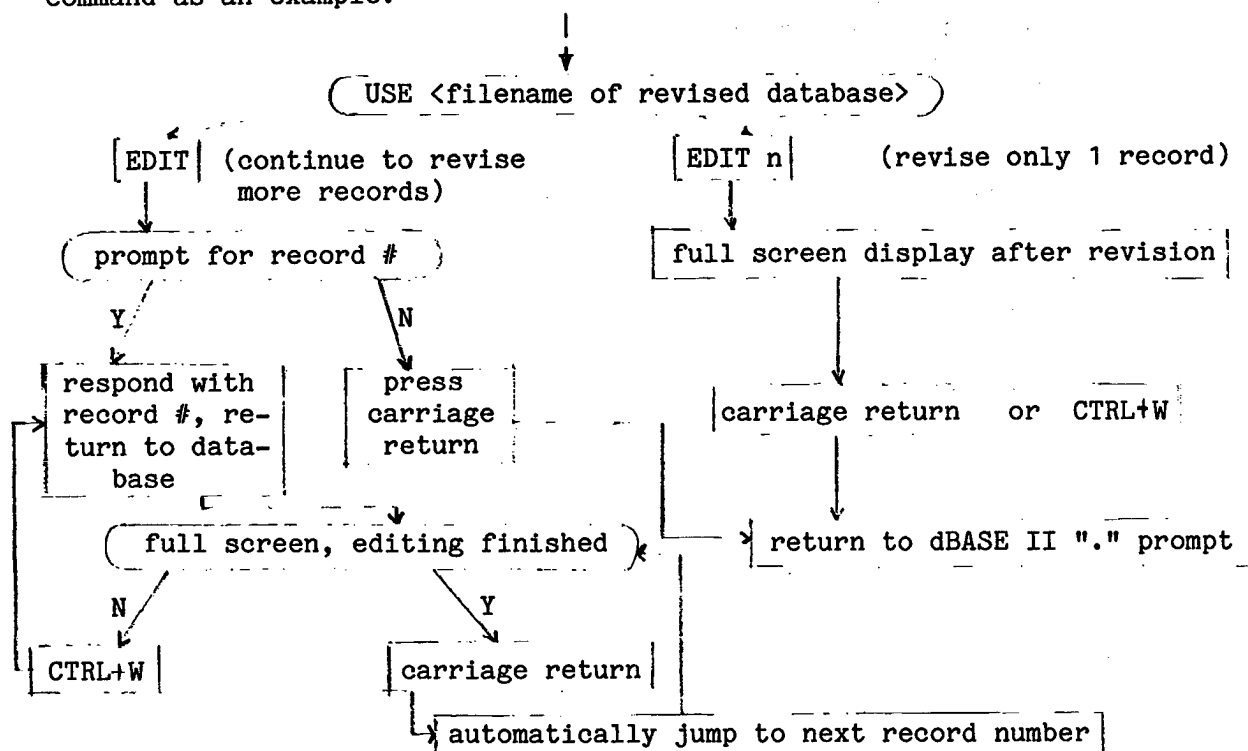 command as an example.
USE <filename of revised database>
EDIT (continue to revise
more records)
EDIT n (revise only 1 record)
prompt for record #
full screen display after revision
Y
N
respond with
record #, re-
turn to data-
base
press
carriage
return
carriage return or CTRL+W
full screen, editing finished
return to dBASE II "." prompt
N
Y
CTRL+W
carriage return
automatically jump to next record number